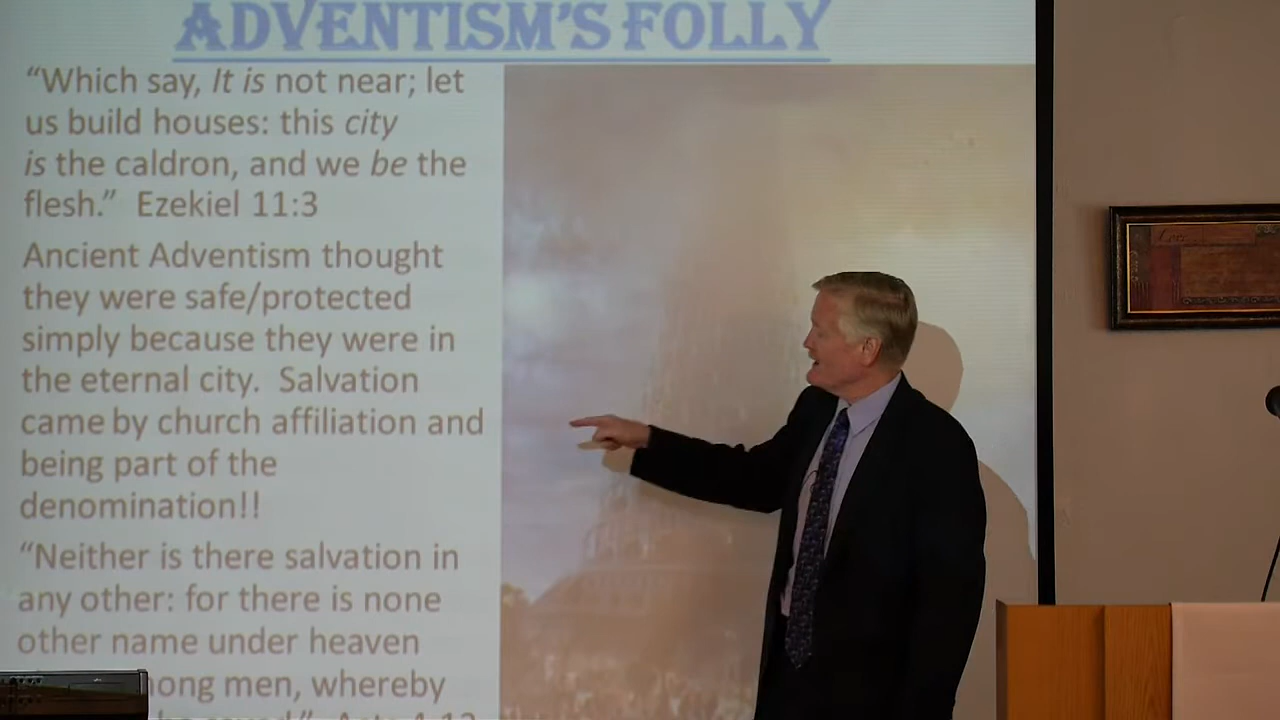 ADVENTISM'S FOLLY
“Which say, It is not near; let
us build houses: this city
is the caldron, and we be the
flesh.” Ezekiel 11:3
Ancient Adventism thought
they were safe/protected
simply because they were in
the eternal city. Salvation
came by church affiliation and
being part of the
denomination!!
“Neither is there salvation in
any other: for there is none
other name under heaven
men, whereby